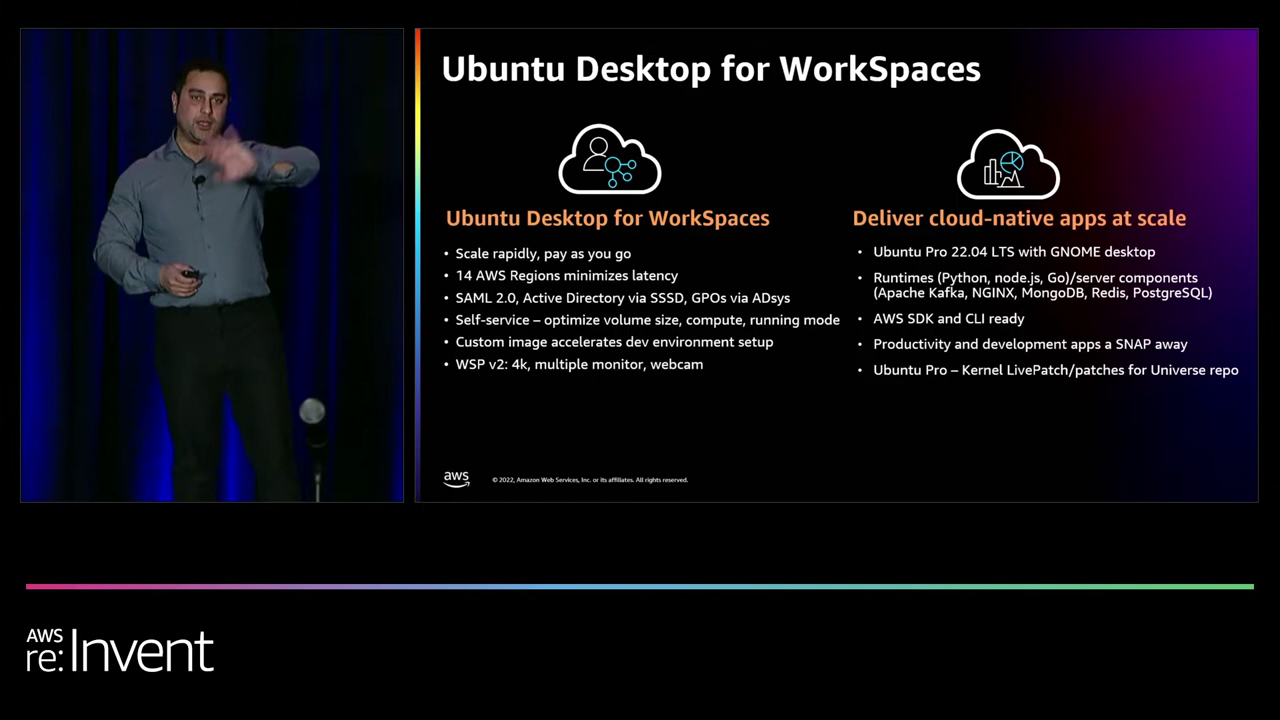 Ubuntu Desktop for WorkSpaces
Ubuntu Desktop for WorkSpaces
• Scale rapidly, pay as you go
• 14 AWS Regions minimizes latency
• SAML 2.0, Active Directory via SSSD, GPOs via ADsys
• Self-service – optimize volume size, compute, running mode
• Custom image accelerates dev environment setup
• WSP v2: 4k, multiple monitor, webcam
Deliver cloud-native apps at scale
• Ubuntu Pro 22.04 LTS with GNOME desktop
• Runtimes (Python, node.js, Go)/server components
(Apache Kafka, NGINX, MongoDB, Redis, PostgreSQL)
• AWS SDK and CLI ready
• Productivity and development apps a SNAP away
• Ubuntu Pro – Kernel LivePatch/patches for Universe repo
aws
© 2022, Amazon Web Services, Inc. or its affiliates. All rights reserved.
AWS
re:Invent